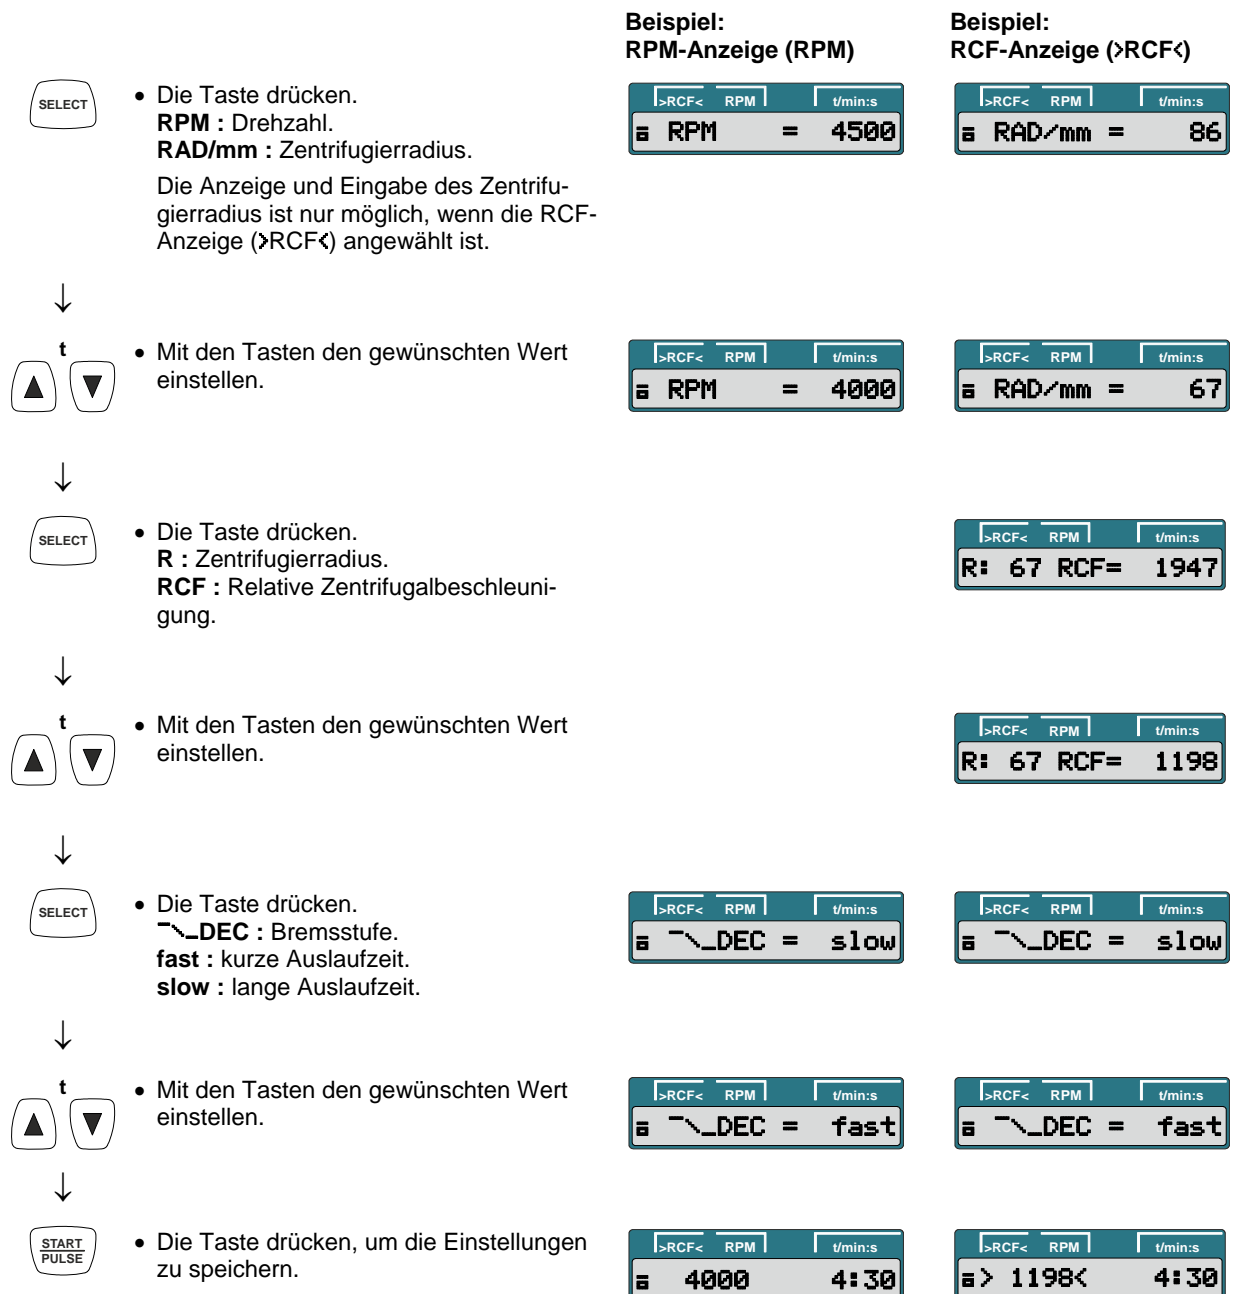 Beispiel:
RPM-Anzeige (RPM)
Beispiel:
RCF-Anzeige (>RCF<)
SELECT
• Die Taste drücken.
RPM : Drehzahl.
RAD/mm : Zentrifugierradius.
Die Anzeige und Eingabe des Zentrifu-
gierradius ist nur möglich, wenn die RCF-
Anzeige (>RCF<) angewählt ist.
>RCF< RPM t/min:s
RPM = 4500
>RCF< RPM t/min:s
RAD/mm = 86
↓
t
▲ ▼
• Mit den Tasten den gewünschten Wert
einstellen.
>RCF< RPM t/min:s
RPM = 4000
>RCF< RPM t/min:s
RAD/mm = 67
↓
SELECT
• Die Taste drücken.
R : Zentrifugierradius.
RCF : Relative Zentrifugalbeschleuni-
gung.
>RCF< RPM t/min:s
R: 67 RCF= 1947
↓
t
▲ ▼
• Mit den Tasten den gewünschten Wert
einstellen.
>RCF< RPM t/min:s
R: 67 RCF= 1198
↓
SELECT
• Die Taste drücken.
‾\_DEC : Bremsstufe.
fast : kurze Auslaufzeit.
slow : lange Auslaufzeit.
>RCF< RPM t/min:s
‾\_DEC = slow
>RCF< RPM t/min:s
‾\_DEC = slow
↓
t
▲ ▼
• Mit den Tasten den gewünschten Wert
einstellen.
>RCF< RPM t/min:s
‾\_DEC = fast
>RCF< RPM t/min:s
‾\_DEC = fast
↓
START
PULSE
• Die Taste drücken, um die Einstellungen
zu speichern.
>RCF< RPM t/min:s
4000 4:30
>RCF< RPM t/min:s
> 1198< 4:30